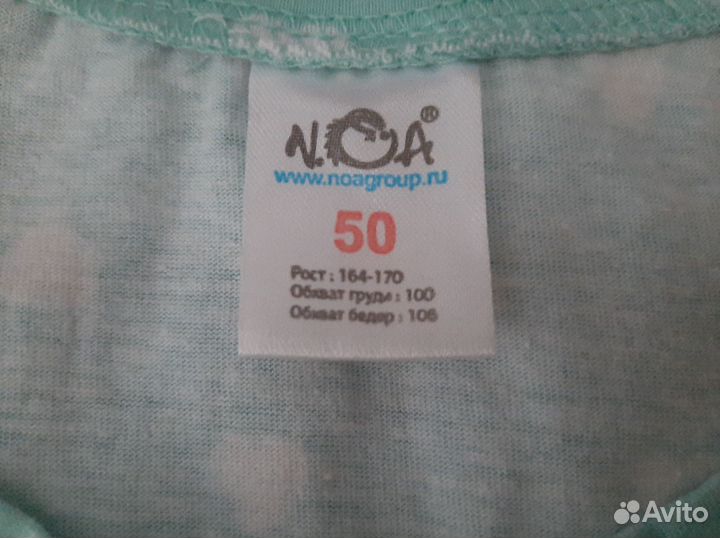 N.OA®
www.noagroup.ru
50
Рост : 164-170
Обхват груди : 100
Обхват бедер : 106
Avito